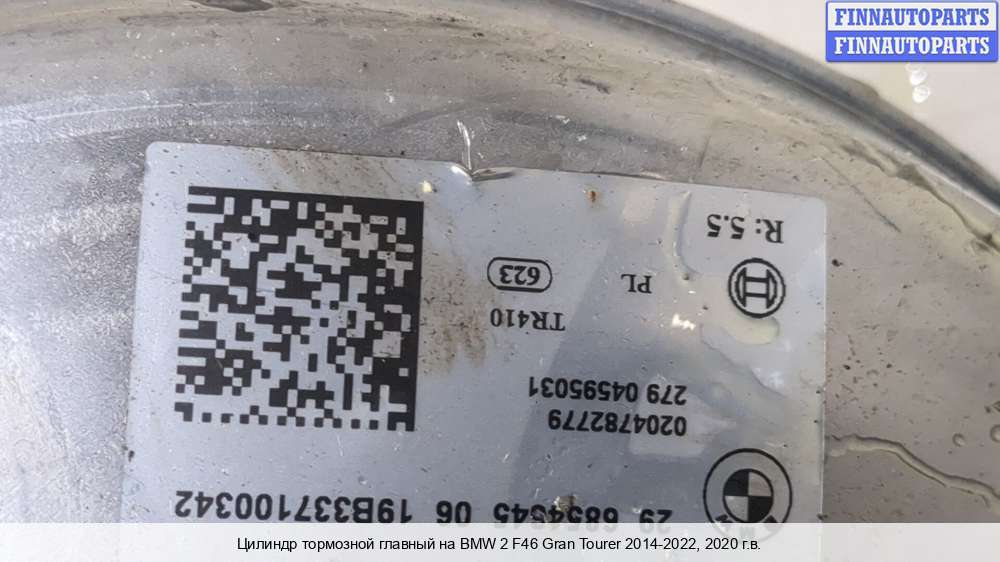 FINNAUTOPARTS
FINNAUTOPARTS
29 6854545 06 19B337100342
0204782779
279 04595031
TR410
623
PL
R: 5.5
Цилиндр тормозной главный на BMW 2 F46 Gran Tourer 2014-2022, 2020 г.в.